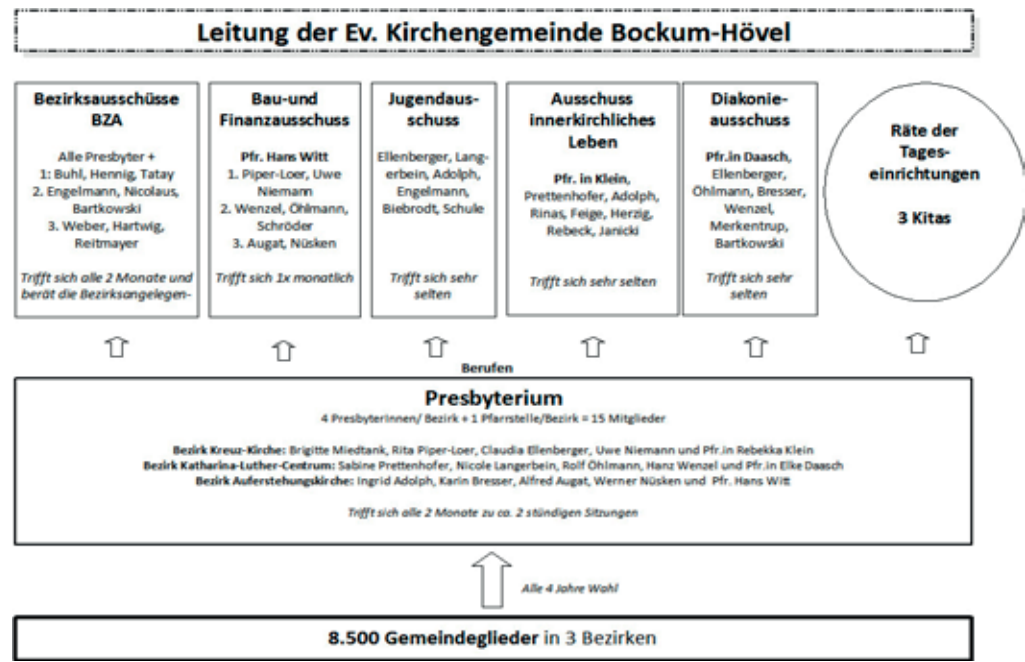 Leitung der Ev. Kirchengemeinde Bockum-Hövel
Bezirksausschüsse
BZA
Alle Presbyter +
1: Buhl, Hennig, Tatay
2. Engelmann, Nicolaus,
Bartkowski
3. Weber, Hartwig,
Reitmayer
Trifft sich alle 2 Monate und
berät die Bezirksangelegen-
Bau-und
Finanzausschuss
Pfr. Hans Witt
1. Piper-Loer, Uwe
Niemann
2. Wenzel, Öhlmann,
Schröder
3. Augat, Nüsken
Trifft sich 1x monatlich
Jugendaus-
schuss
Ellenberger, Lang-
erbein, Adolph,
Engelmann,
Biebrodt, Schule
Trifft sich sehr
selten
Ausschuss
innerkirchliches
Leben
Pfr. in Klein,
Prettenhofer, Adolph,
Rinas, Feige, Herzig,
Rebeck, Janicki
Trifft sich sehr selten
Diakonie-
ausschuss
Pfr.in Daasch,
Ellenberger,
Öhlmann, Bresser,
Wenzel,
Merkentrup,
Bartkowski
Trifft sich sehr
selten
Räte der
Tages-
einrichtungen
3 Kitas
Berufen
Presbyterium
4 PresbyterInnen/ Bezirk + 1 Pfarrstelle/Bezirk = 15 Mitglieder
Bezirk Kreuz-Kirche: Brigitte Miedtank, Rita Piper-Loer, Claudia Ellenberger, Uwe Niemann und Pfr.in Rebekka Klein
Bezirk Katharina-Luther-Centrum: Sabine Prettenhofer, Nicole Langerbein, Rolf Öhlmann, Hanz Wenzel und Pfr.in Elke Daasch
Bezirk Auferstehungskirche: Ingrid Adolph, Karin Bresser, Alfred Augat, Werner Nüsken und Pfr. Hans Witt
Trifft sich alle 2 Monate zu ca. 2 stündigen Sitzungen
Alle 4 Jahre Wahl
8.500 Gemeindeglieder in 3 Bezirken